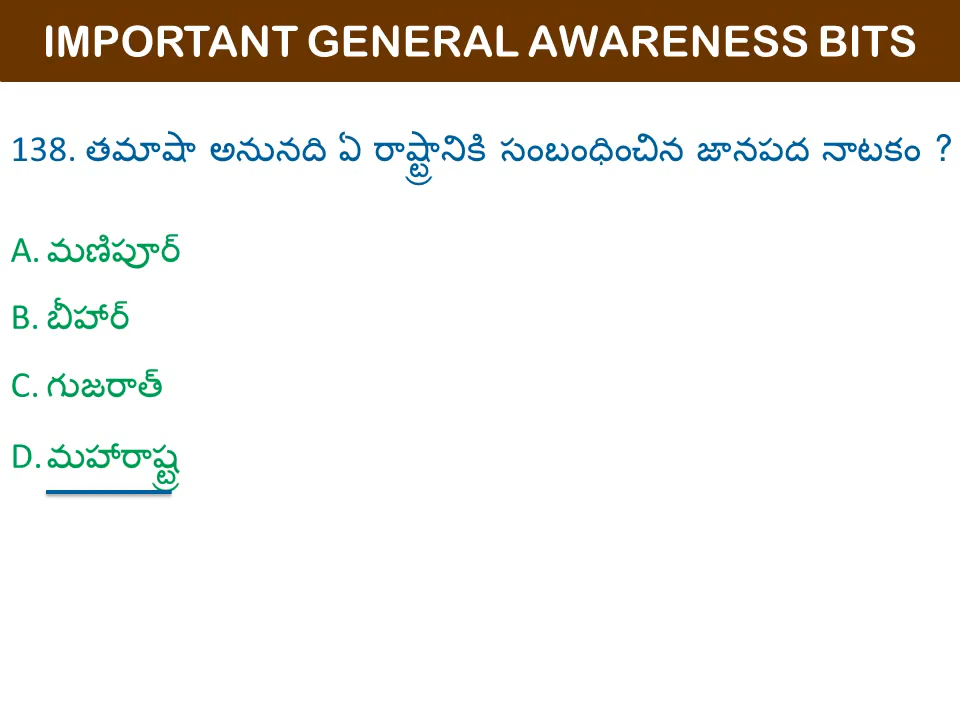 IMPORTANT GENERAL AWARENESS BITS
138. తమాషా అనునది ఏ రాష్ట్రానికి సంబంధించిన జానపద నాటకం ?
A. మణిపూర్
B. బీహార్
C. గుజరాత్
D. మహారాష్ట్ర